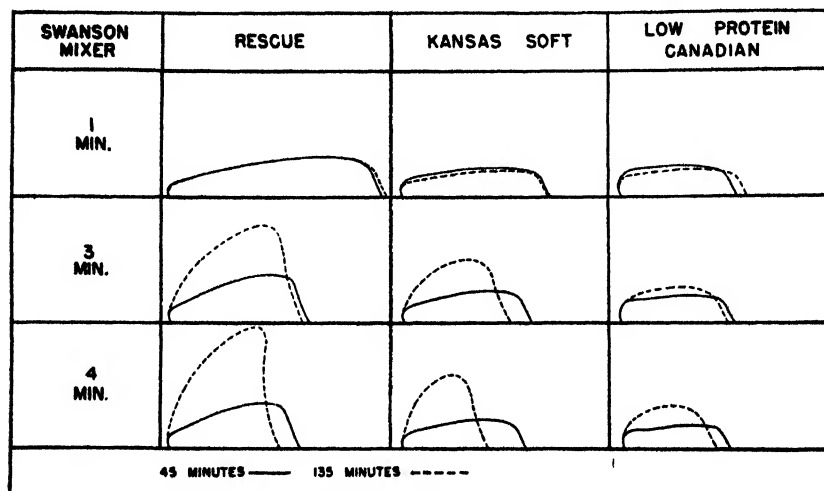 SWANSON
MIXER
RESCUE
KANSAS SOFT
LOW PROTEIN
CANADIAN
1
MIN.
3
MIN.
4
MIN.
45 MINUTES 135 MINUTES